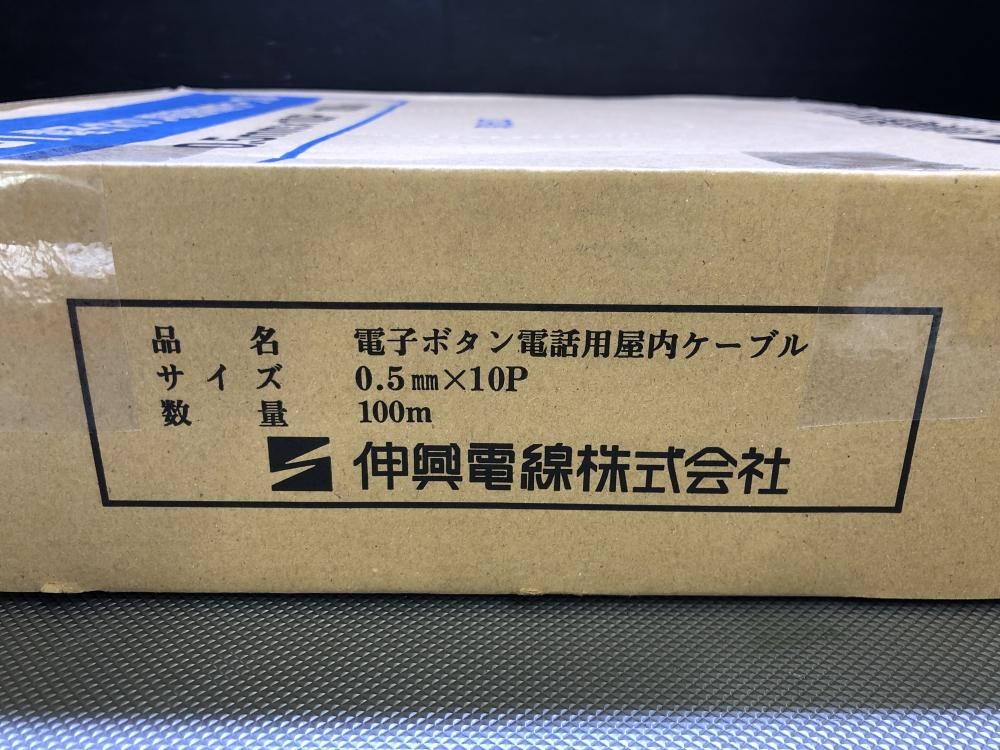 品名 電子ボタン電話用屋内ケーブル
サイズ 0.5㎜×10P
数量 100m
伸興電線株式会社